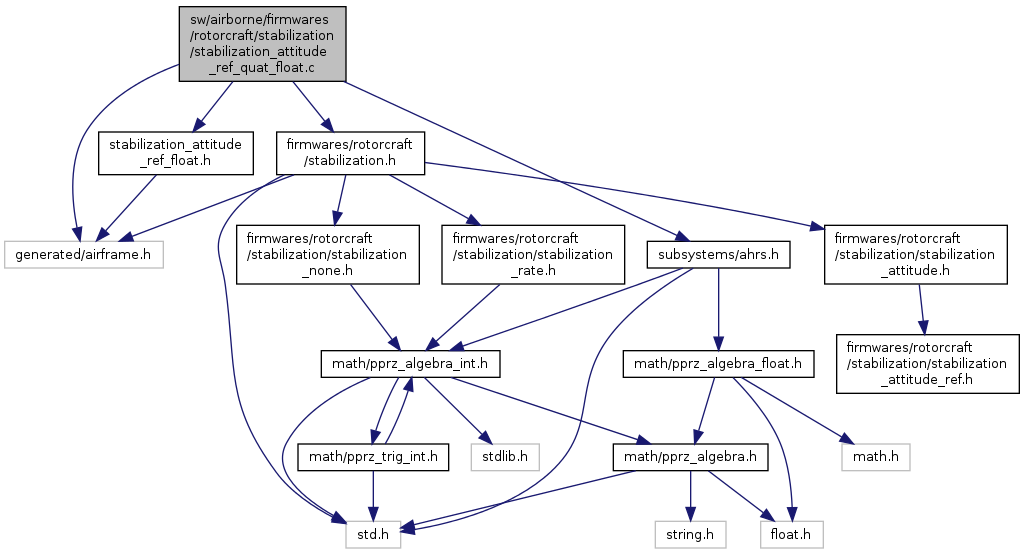 sw/airborne/firmwares
/rotorcraft/stabilization
/stabilization_attitude
_ref_quat_float.c
stabilization_attitude
_ref_float.h
firmwares/rotorcraft
/stabilization.h
generated/airframe.h
firmwares/rotorcraft
/stabilization/stabilization
_none.h
firmwares/rotorcraft
/stabilization/stabilization
_rate.h
subsystems/ahrs.h
firmwares/rotorcraft
/stabilization/stabilization
_attitude.h
math/pprz_algebra_int.h
math/pprz_algebra_float.h
firmwares/rotorcraft
/stabilization/stabilization
_attitude_ref.h
math/pprz_trig_int.h
stdlib.h
math/pprz_algebra.h
math.h
std.h
string.h
float.h